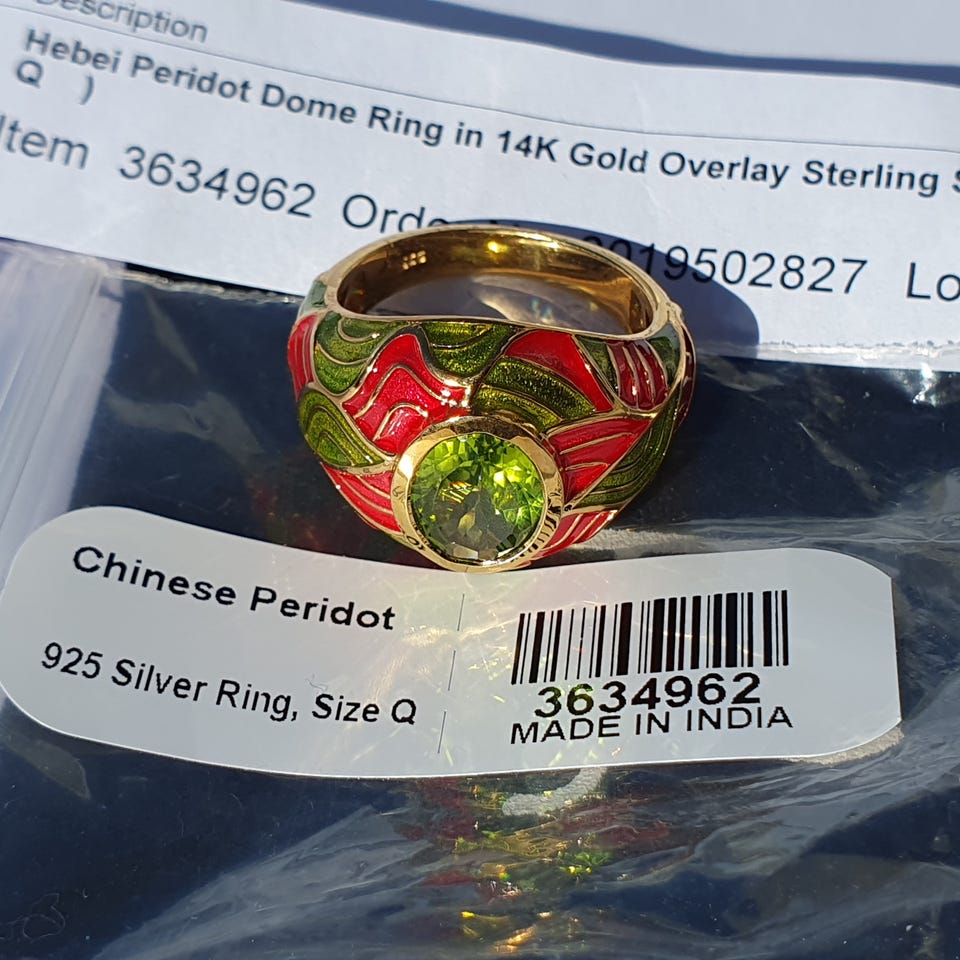 Description
Hebei Peridot Dome Ring in 14K Gold Overlay Sterling
Q )
Item 3634962 19502827
Chinese Peridot
925 Silver Ring, Size Q
3634962
MADE IN INDIA